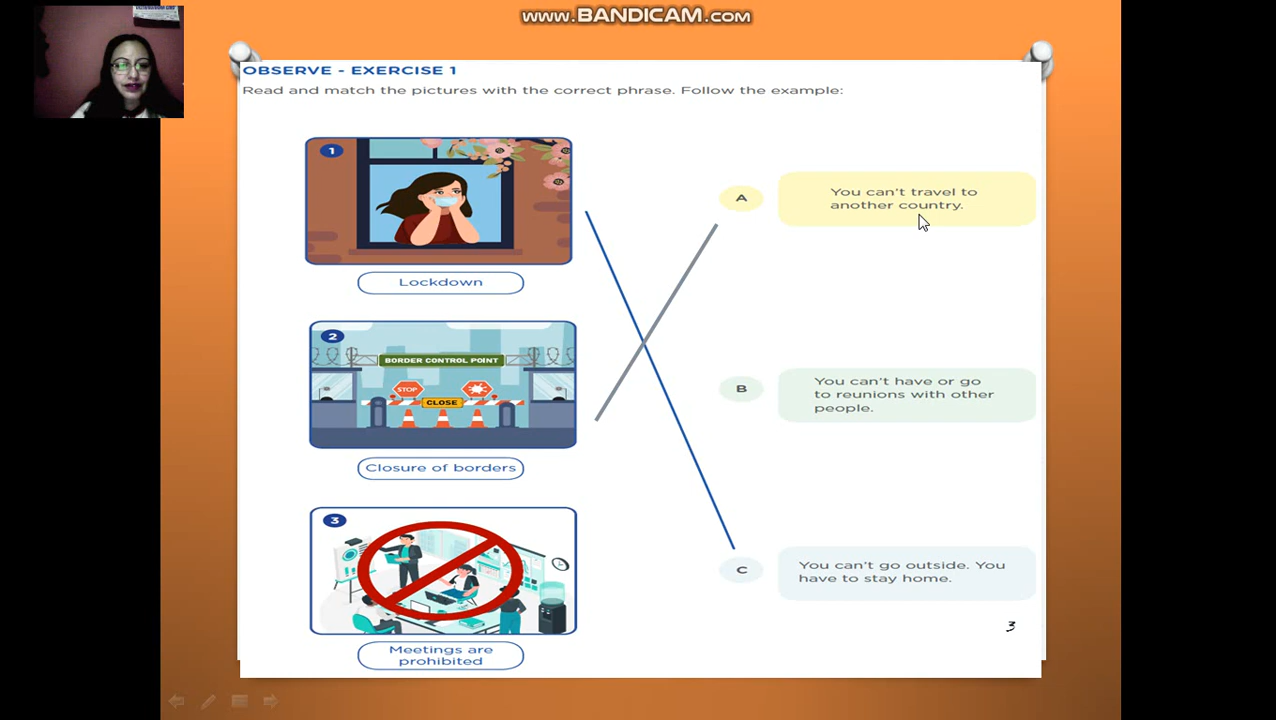 WWW.BANDICAM.COM
OBSERVE - EXERCISE 1
Read and match the pictures with the correct phrase. Follow the example:
1
Lockdown
2
BORDER CONTROL POINT
STOP
CLOSE
Closure of borders
3
Meetings are
prohibited
A
You can't travel to
another country.
B
You can't have or go
to reunions with other
people.
C
You can't go outside. You
have to stay home.
3